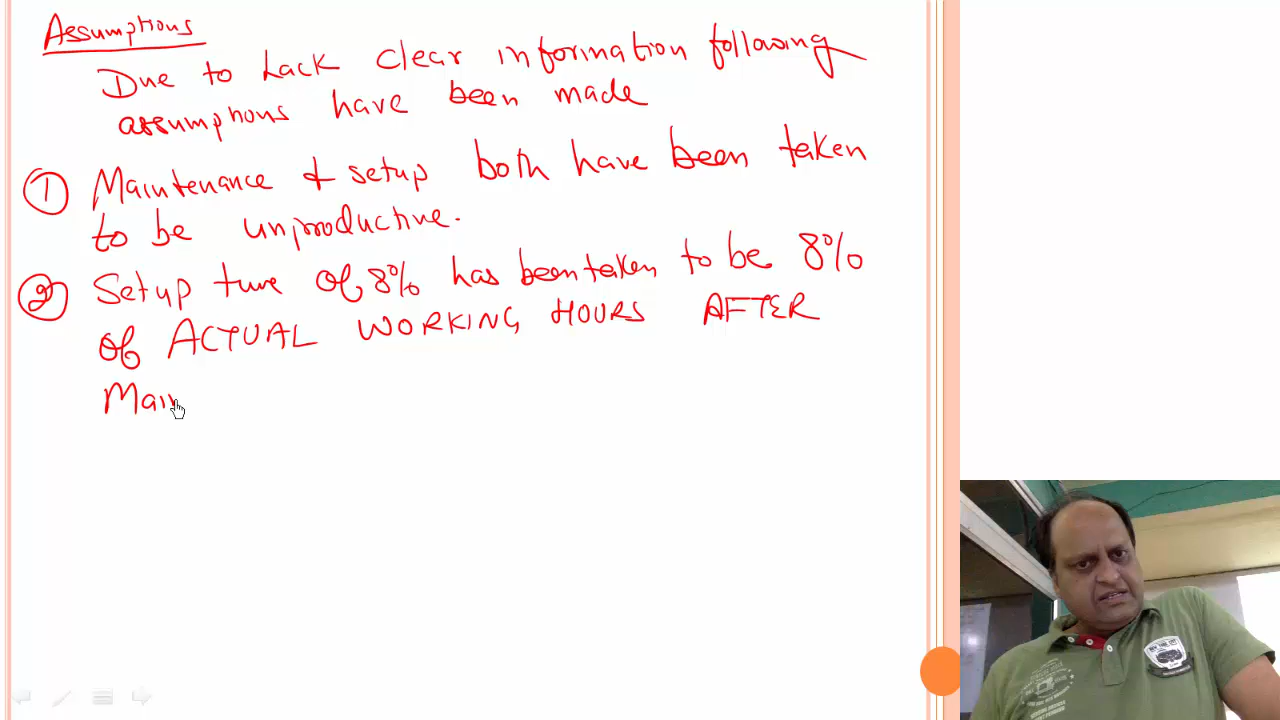 Assumptions
Due to Lack clear information following
assumptions have been made
① Maintenance & setup both have been taken
to be unproductive.
② Setup time of 8% has been taken to be 8%
of ACTUAL WORKING HOURS AFTER
Main